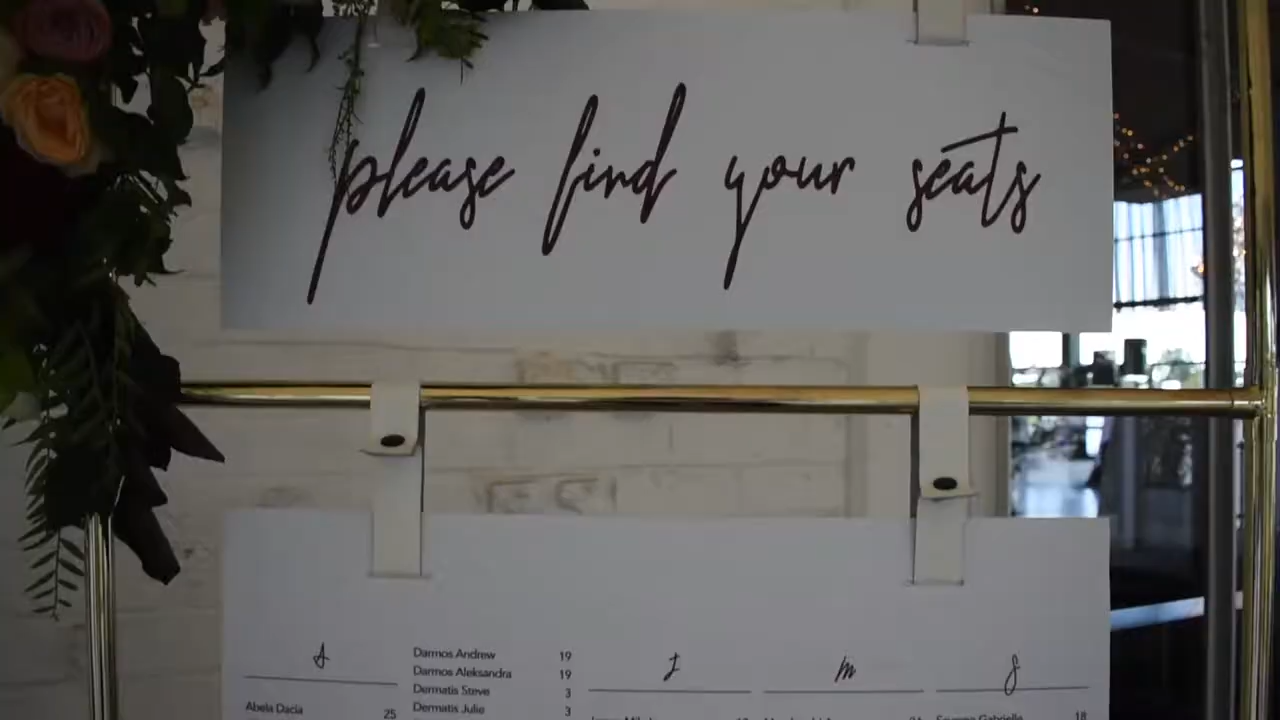 please find your seats
A
Abela Dacia 25
Darmos Andrew 19
Darmos Aleksandra 19
Dermatis Steve 3
Dermatis Julie 3
J
M
S
18